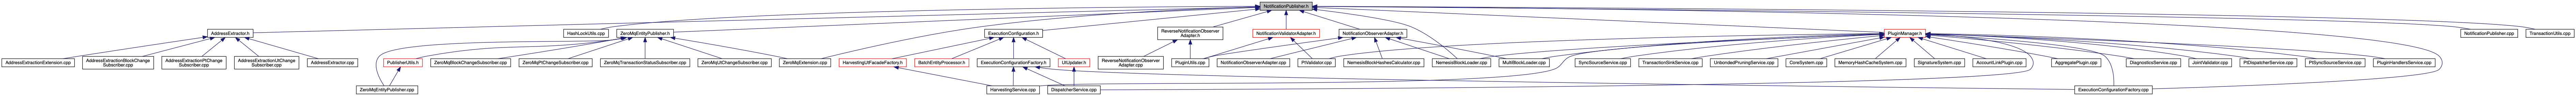 NotificationPublisher.h
AddressExtractor.h
HashLockUtils.cpp
ZeroMqEntityPublisher.h
ExecutionConfiguration.h
ReverseNotificationObserver
Adapter.h
NotificationValidatorAdapter.h
NotificationObserverAdapter.h
PluginManager.h
NotificationPublisher.cpp
TransactionUtils.cpp
AddressExtractionExtension.cpp
AddressExtractionBlockChange
Subscriber.cpp
AddressExtractionPtChange
Subscriber.cpp
AddressExtractionUtChange
Subscriber.cpp
AddressExtractor.cpp
PublisherUtils.h
ZeroMqBlockChangeSubscriber.cpp
ZeroMqPtChangeSubscriber.cpp
ZeroMqTransactionStatusSubscriber.cpp
ZeroMqUtChangeSubscriber.cpp
ZeroMqExtension.cpp
HarvestingUtFacadeFactory.h
BatchEntityProcessor.h
ExecutionConfigurationFactory.h
UtUpdater.h
ReverseNotificationObserver
Adapter.cpp
PluginUtils.cpp
NotificationObserverAdapter.cpp
PtValidator.cpp
NemesisBlockHashesCalculator.cpp
NemesisBlockLoader.cpp
MultiBlockLoader.cpp
SyncSourceService.cpp
TransactionSinkService.cpp
UnbondedPruningService.cpp
CoreSystem.cpp
MemoryHashCacheSystem.cpp
SignatureSystem.cpp
AccountLinkPlugin.cpp
AggregatePlugin.cpp
DiagnosticsService.cpp
JointValidator.cpp
PtDispatcherService.cpp
PtSyncSourceService.cpp
PluginHandlersService.cpp
ZeroMqEntityPublisher.cpp
HarvestingService.cpp
DispatcherService.cpp
ExecutionConfigurationFactory.cpp